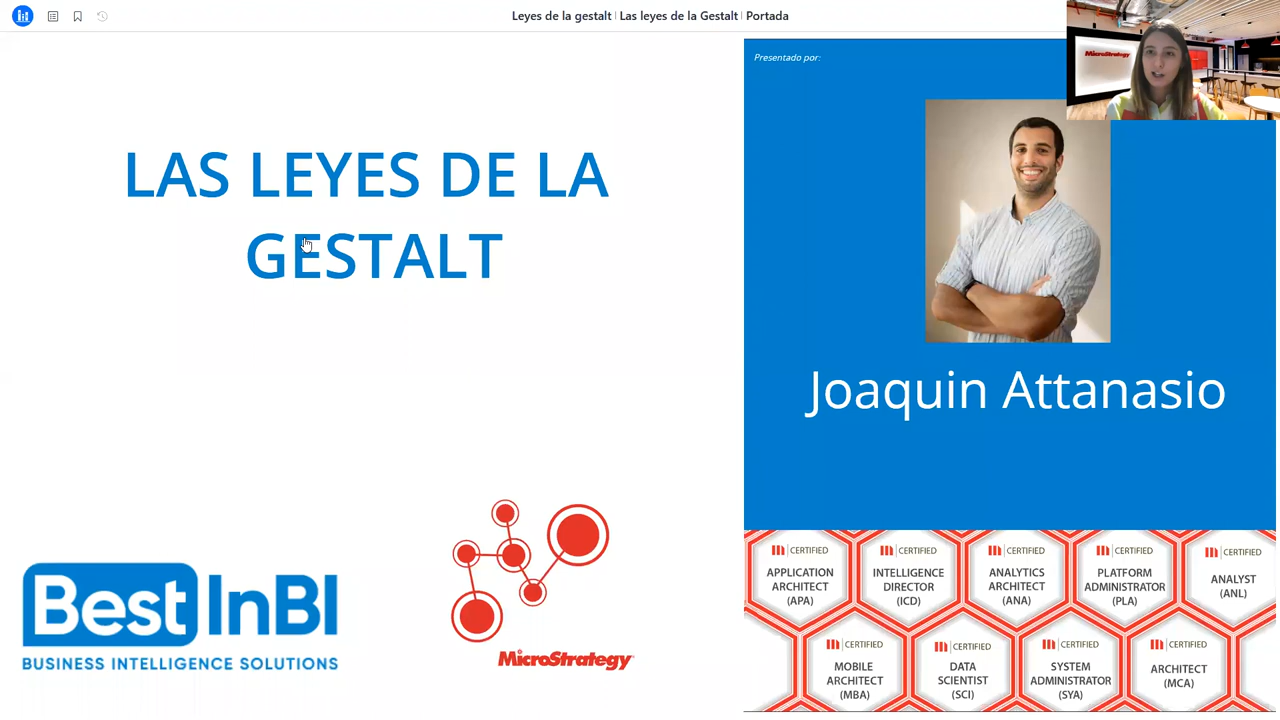 Leyes de la gestalt | Las leyes de la Gestalt | Portada
MicroStrategy
Presentado por:
LAS LEYES DE LA
GESTALT
Joaquin Attanasio
BestInBI
BUSINESS INTELLIGENCE SOLUTIONS
MicroStrategy
CERTIFIED
APPLICATION
ARCHITECT
(APA)
CERTIFIED
INTELLIGENCE
DIRECTOR
(ICD)
CERTIFIED
ANALYTICS
ARCHITECT
(ANA)
CERTIFIED
PLATFORM
ADMINISTRATOR
(PLA)
CERTIFIED
ANALYST
(ANL)
CERTIFIED
MOBILE
ARCHITECT
(MBA)
CERTIFIED
DATA
SCIENTIST
(SCI)
CERTIFIED
SYSTEM
ADMINISTRATOR
(SYA)
CERTIFIED
ARCHITECT
(MCA)